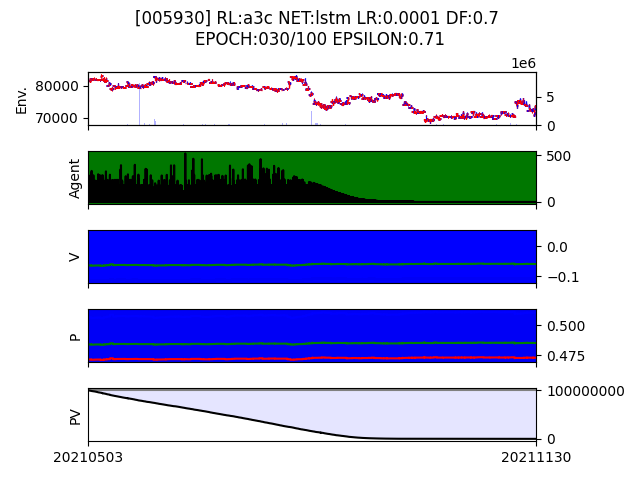 [005930] RL:a3c NET:lstm LR:0.0001 DF:0.7
EPOCH:030/100 EPSILON:0.71
1e6
Env.
80000
70000
5
0
Agent
500
0
V
0.0
−0.1
P
0.500
0.475
PV
100000000
0
20210503
20211130